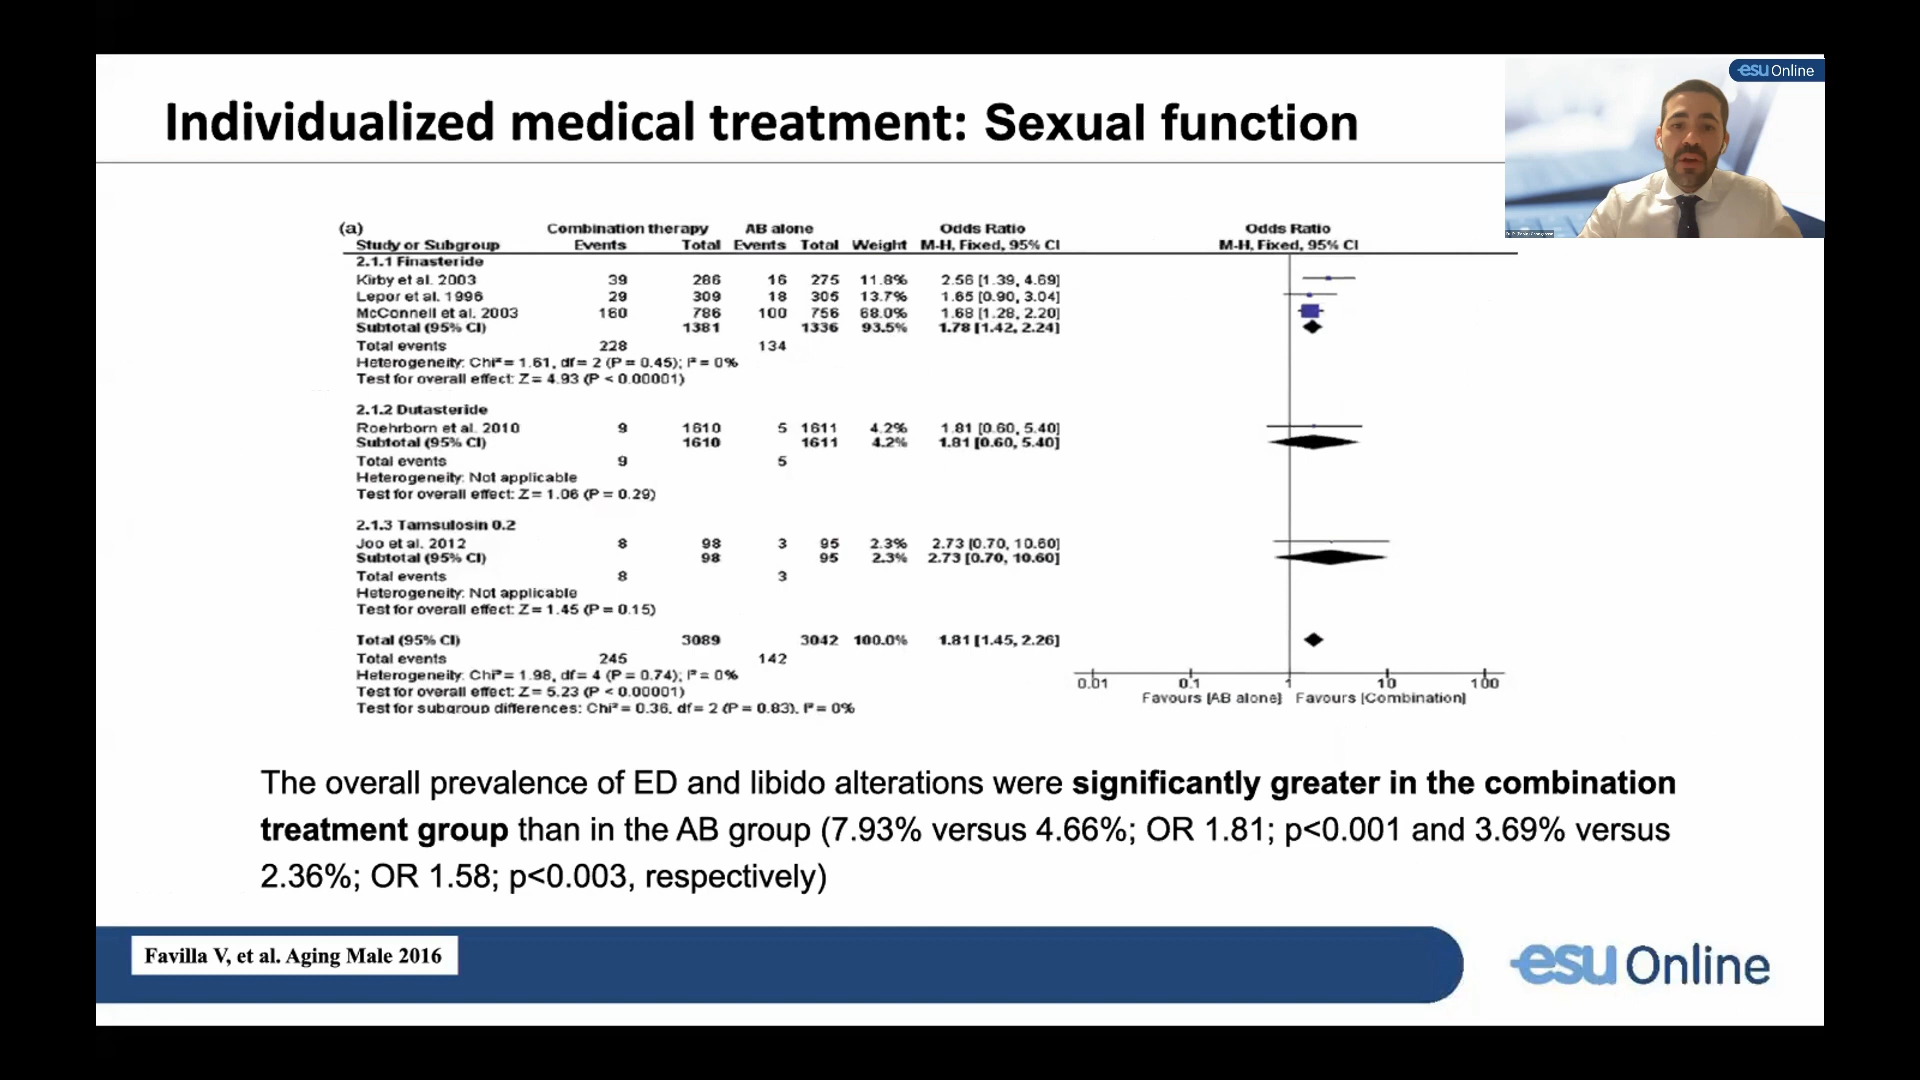 esu Online
Individualized medical treatment: Sexual function
(a) Combination therapy AB alone Odds Ratio Odds Ratio
Study or Subgroup Events Total Events Total Weight M-H, Fixed, 95% CI M-H, Fixed, 95% CI
2.1.1 Finasteride
Kirby et al. 2003 39 286 16 275 11.8% 2.56 [1.39, 4.69]
Lepor et al. 1996 29 309 18 305 13.7% 1.65 [0.90, 3.04]
McConnell et al. 2003 160 786 100 756 68.0% 1.68 [1.28, 2.20]
Subtotal (95% CI) 1381 1336 93.5% 1.78 [1.42, 2.24]
Total events 228 134
Heterogeneity: Chi² = 1.61, df = 2 (P = 0.45); I² = 0%
Test for overall effect: Z = 4.93 (P < 0.00001)
2.1.2 Dutasteride
Roehrborn et al. 2010 9 1610 5 1611 4.2% 1.81 [0.60, 5.40]
Subtotal (95% CI) 1610 1611 4.2% 1.81 [0.60, 5.40]
Total events 9 5
Heterogeneity: Not applicable
Test for overall effect: Z = 1.06 (P = 0.29)
2.1.3 Tamsulosin 0.2
Joo et al. 2012 8 98 3 95 2.3% 2.73 [0.70, 10.60]
Subtotal (95% CI) 98 95 2.3% 2.73 [0.70, 10.60]
Total events 8 3
Heterogeneity: Not applicable
Test for overall effect: Z = 1.45 (P = 0.15)
Total (95% CI) 3089 3042 100.0% 1.81 [1.45, 2.26]
Total events 245 142
Heterogeneity: Chi² = 1.98, df = 4 (P = 0.74); I² = 0%
Test for overall effect: Z = 5.23 (P < 0.00001)
Test for subgroup differences: Chi² = 0.36, df = 2 (P = 0.83), I² = 0%
0.01 0.1 1 10 100
Favours [AB alone] Favours [Combination]
The overall prevalence of ED and libido alterations were significantly greater in the combination
treatment group than in the AB group (7.93% versus 4.66%; OR 1.81; p<0.001 and 3.69% versus
2.36%; OR 1.58; p<0.003, respectively)
Favilla V, et al. Aging Male 2016
esu Online